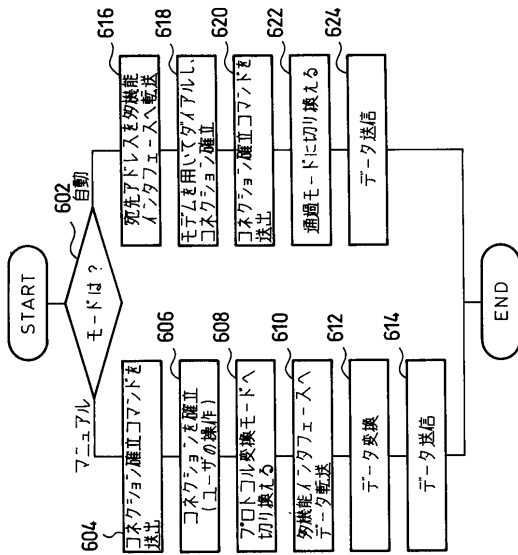 START
602
モードは?
マニュアル
自動
604
コネクション確立コマンドを
送出
606
コネクションを確立
(ユーザの操作)
608
プロトコル変換モードへ
切り換える
610
多機能インタフェースへ
データ転送
612
データ変換
614
データ送信
616
宛先アドレスを多機能
インタフェースへ転送
618
モデムを用いてダイアルし、
コネクション確立
620
コネクション確立コマンドを
送出
622
通過モードに切り換える
624
データ送信
END